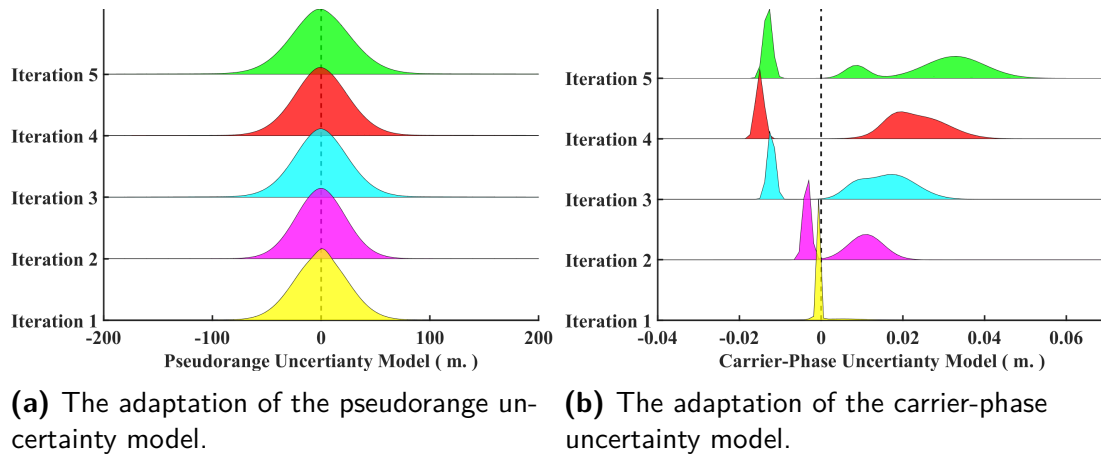 Iteration 5
Iteration 4
Iteration 3
Iteration 2
Iteration 1
-200 -100 0 100 200
Pseudorange Uncertianty Model ( m. )
(a) The adaptation of the pseudorange un-
certainty model.
Iteration 5
Iteration 4
Iteration 3
Iteration 2
Iteration 1
-0.04 -0.02 0 0.02 0.04 0.06
Carrier-Phase Uncertianty Model ( m. )
(b) The adaptation of the carrier-phase
uncertainty model.